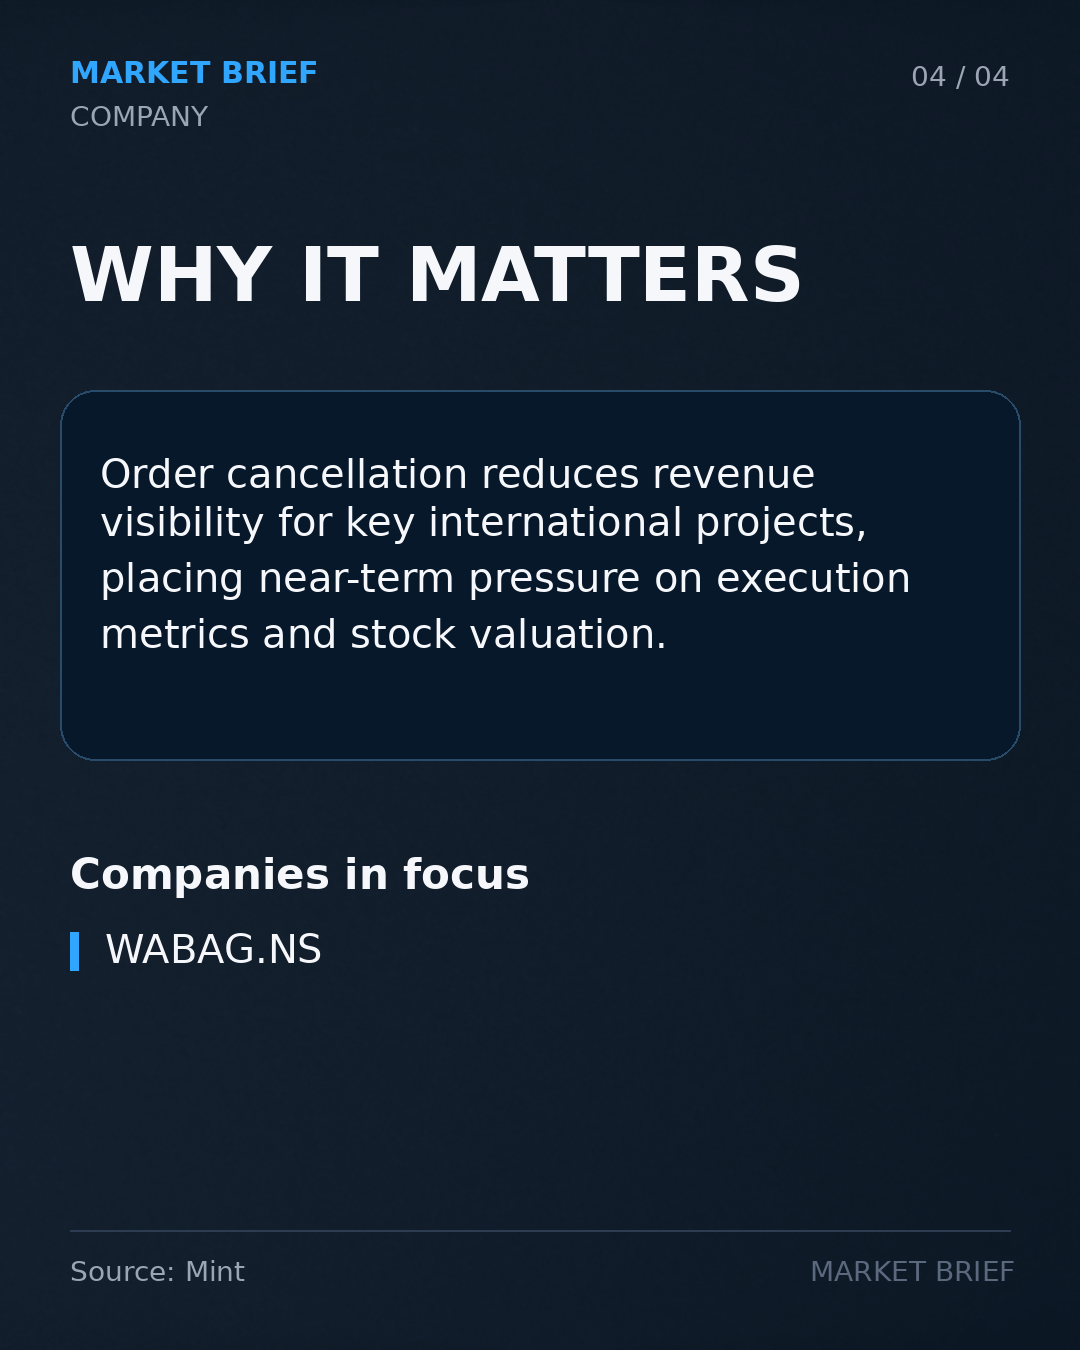 MARKET BRIEF
04 / 04
COMPANY
WHY IT MATTERS
Order cancellation reduces revenue
visibility for key international projects,
placing near-term pressure on execution
metrics and stock valuation.
Companies in focus
WABAG.NS
Source: Mint
MARKET BRIEF